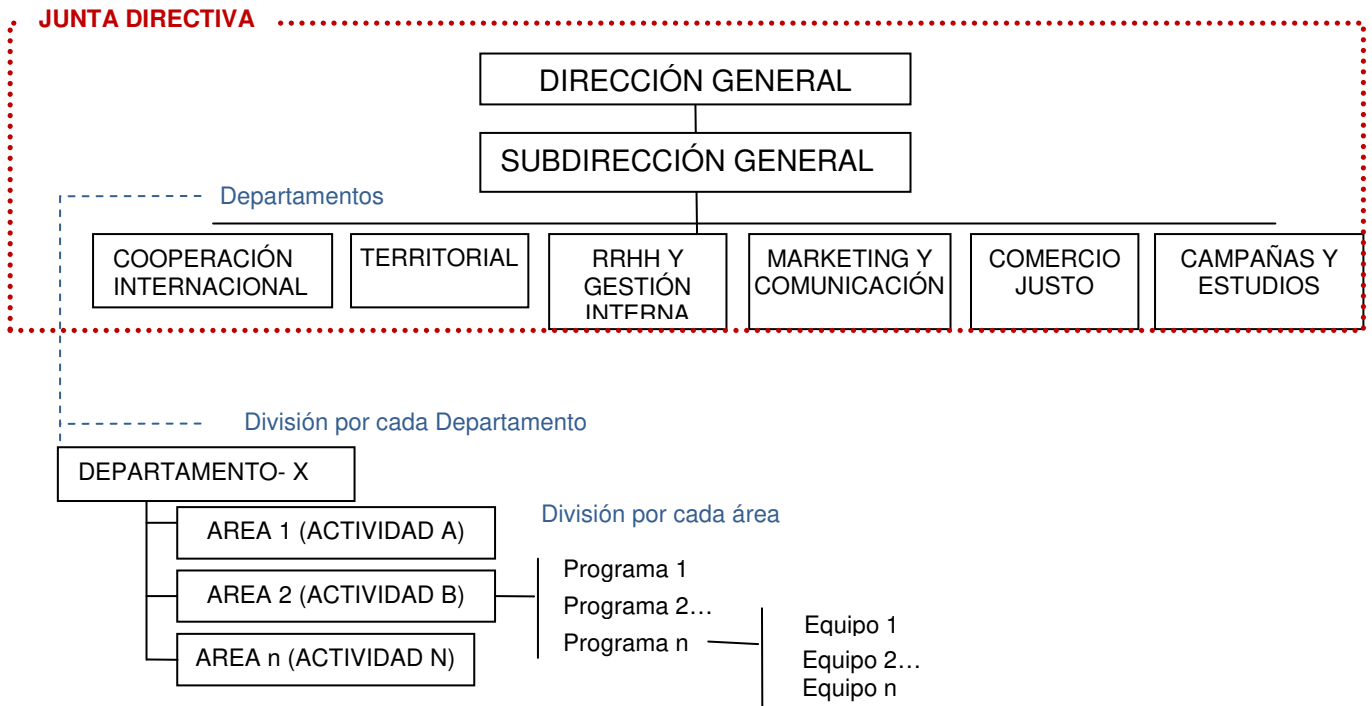 JUNTA DIRECTIVA
DIRECCIÓN GENERAL
SUBDIRECCIÓN GENERAL
Departamentos
COOPERACIÓN
INTERNACIONAL
TERRITORIAL
RRHH Y
GESTIÓN
INTERNA
MARKETING Y
COMUNICACIÓN
COMERCIO
JUSTO
CAMPAÑAS Y
ESTUDIOS
División por cada Departamento
DEPARTAMENTO- X
AREA 1 (ACTIVIDAD A)
AREA 2 (ACTIVIDAD B)
AREA n (ACTIVIDAD N)
División por cada área
Programa 1
Programa 2…
Programa n
Equipo 1
Equipo 2…
Equipo n